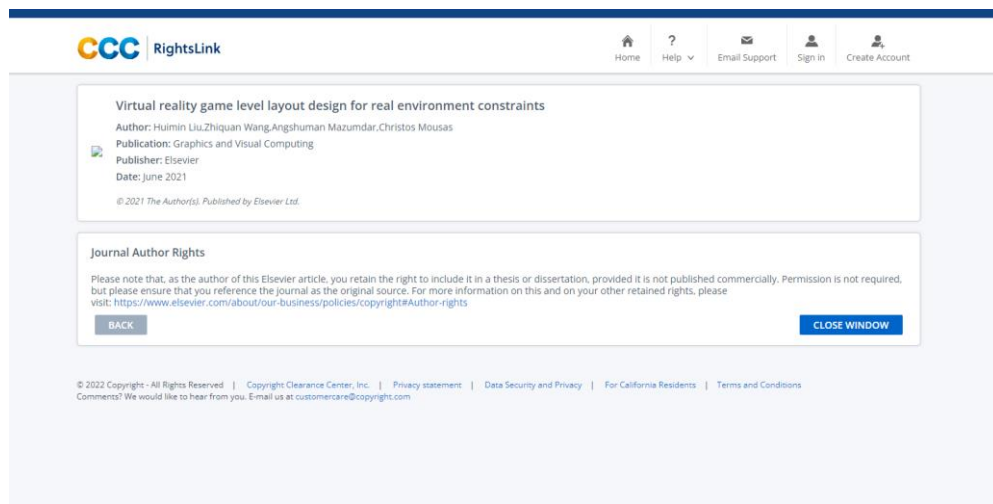 CCC RightsLink
Home
Help
Email Support
Sign in
Create Account
Virtual reality game level layout design for real environment constraints
Author: Huimin Liu,Zhiquan Wang,Angshuman Mazumdar,Christos Mousas
Publication: Graphics and Visual Computing
Publisher: Elsevier
Date: June 2021
© 2021 The Author(s). Published by Elsevier Ltd.
Journal Author Rights
Please note that, as the author of this Elsevier article, you retain the right to include it in a thesis or dissertation, provided it is not published commercially. Permission is not required,
but please ensure that you reference the journal as the original source. For more information on this and on your other retained rights, please
visit: https://www.elsevier.com/about/our-business/policies/copyright#Author-rights
BACK
CLOSE WINDOW
© 2022 Copyright - All Rights Reserved | Copyright Clearance Center, Inc. | Privacy statement | Data Security and Privacy | For California Residents | Terms and Conditions
Comments? We would like to hear from you. E-mail us at customercare@copyright.com